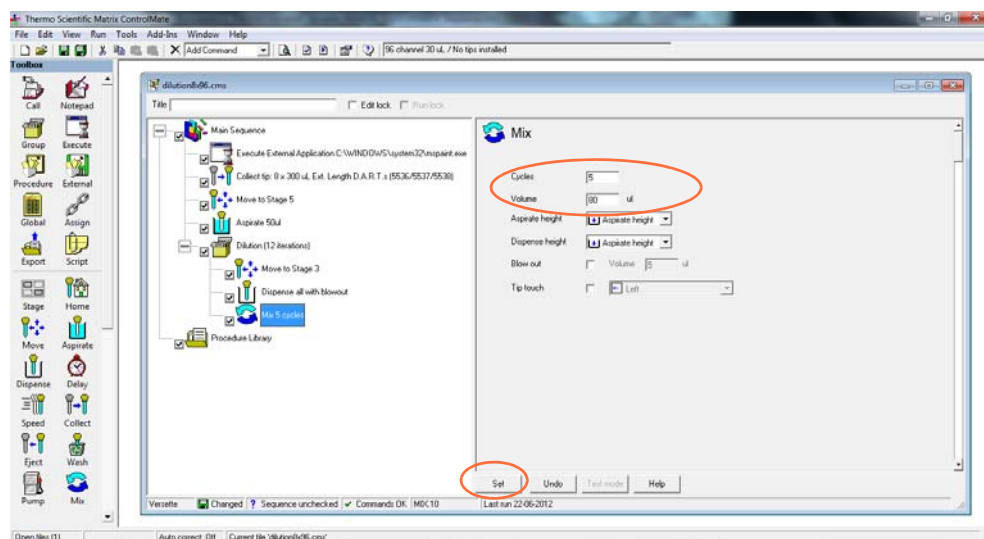 Thermo Scientific Matrix ControlMate
File Edit View Run Tools Add-Ins Window Help
Add Command
96 channel 30 uL / No tips installed
Toolbox
Call Notepad
Group Execute
Procedure External
Global Assign
Export Script
Stage Home
Move Aspirate
Dispense Delay
Speed Collect
Eject Wash
Pump Mix
dilution8x96.cms
Title Edit lock Run lock
Main Sequence
Execute External Application C:\WINDOWS\system32\mspaint.exe
Collect tip: 8 x 300 uL Ext. Length D.A.R.T.s (5536/5537/5538)
Move to Stage 5
Aspirate 50ul
Dilution (12 iterations)
Move to Stage 3
Dispense all with blowout
Mix 5 cycles
Procedure Library
Mix
Cycles 5
Volume 80 ul
Aspirate height Aspirate height
Dispense height Aspirate height
Blow out Volume 5 ul
Tip touch Left
Set Undo Test mode Help
Versette Changed ? Sequence unchecked Commands OK MIX:10 Last run 22-06-2012
Open files (1) Auto correct: Off Current file 'dilution8x96.cms'